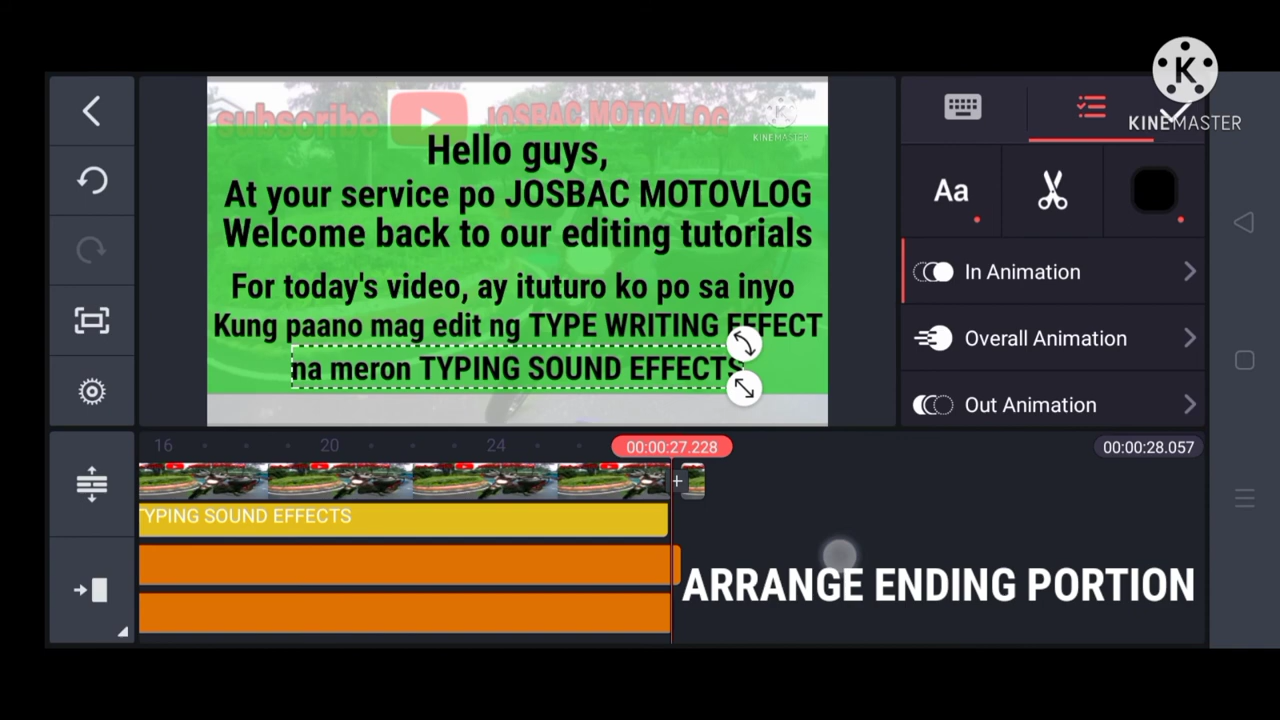 K
KINEMASTER
subscribe JOSBAC MOTOVLOG
KINEMASTER
Hello guys,
At your service po JOSBAC MOTOVLOG
Welcome back to our editing tutorials
For today's video, ay ituturo ko po sa inyo
Kung paano mag edit ng TYPE WRITING EFFECT
na meron TYPING SOUND EFFECTS
Aa
In Animation
Overall Animation
Out Animation
16 20 24 00:00:27.228 00:00:28.057
TYPING SOUND EFFECTS
ARRANGE ENDING PORTION